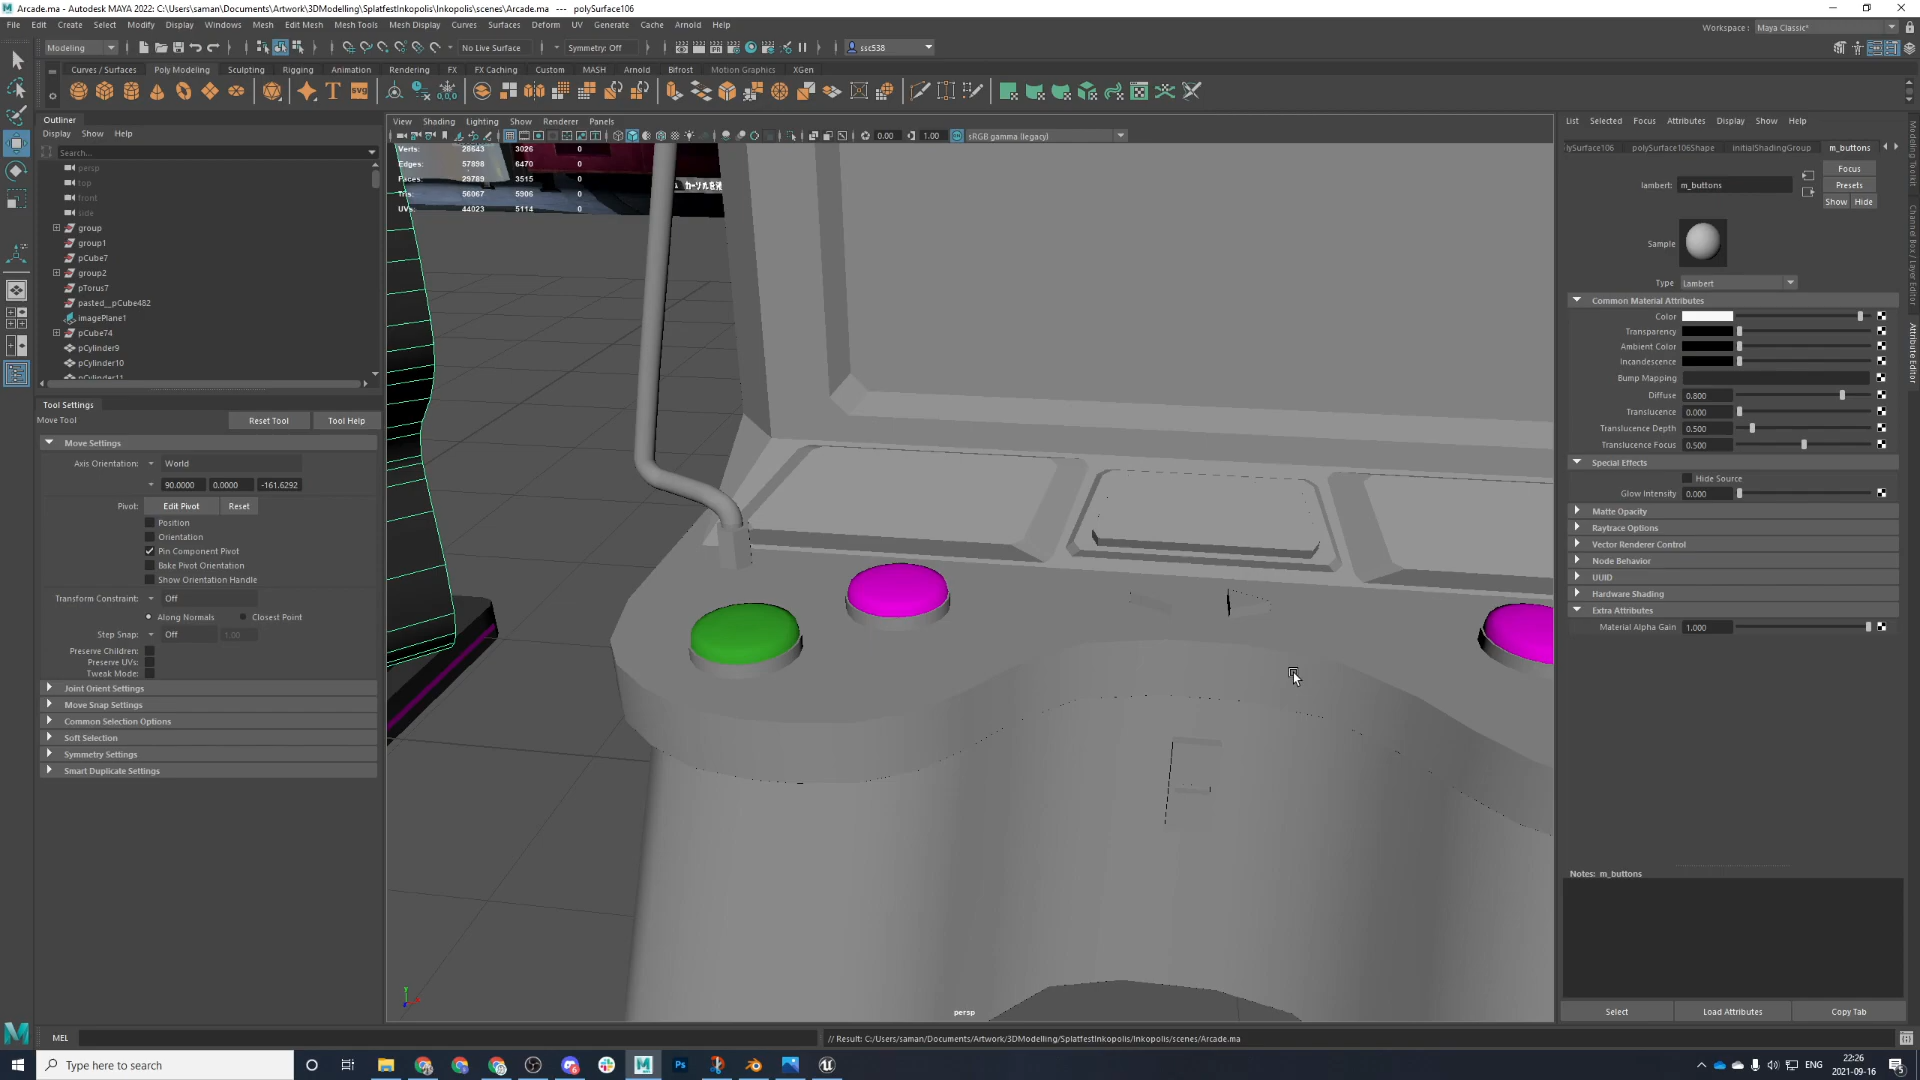 Arcade.ma - Autodesk MAYA 2022: C:\Users\saman\Documents\Artwork\3DModelling\SplatfestInkopolis\Inkopolis\scenes\Arcade.ma --- polySurface106
File Edit Create Select Modify Display Windows Mesh Edit Mesh Mesh Tools Mesh Display Curves Surfaces Deform UV Generate Cache Arnold Help
Workspace: Maya Classic*
Modeling No Live Surface Symmetry: Off ssc538
Curves / Surfaces Poly Modeling Sculpting Rigging Animation Rendering FX FX Caching Custom MASH Arnold Bifrost Motion Graphics XGen
Outliner
Display Show Help
Search...
persp
top
front
side
group
group1
pCube7
group2
pTorus7
pasted__pCube482
imagePlane1
pCube74
pCylinder9
pCylinder10
pCylinder11
Tool Settings
Move Tool Reset Tool Tool Help
Move Settings
Axis Orientation: World
90.0000 0.0000 -161.6292
Pivot: Edit Pivot Reset
Position
Orientation
Pin Component Pivot
Bake Pivot Orientation
Show Orientation Handle
Transform Constraint: Off
Along Normals Closest Point
Step Snap: Off 1.00
Preserve Children:
Preserve UVs:
Tweak Mode:
Joint Orient Settings
Move Snap Settings
Common Selection Options
Soft Selection
Symmetry Settings
Smart Duplicate Settings
View Shading Lighting Show Renderer Panels
0.00 1.00 sRGB gamma (legacy)
Verts: 28643 3026 0
Edges: 57898 6470 0
Faces: 29789 3515 0
Tris: 56067 5906 0
UVs: 44023 5114 0
persp
List Selected Focus Attributes Display Show Help
lySurface106 polySurface106Shape initialShadingGroup m_buttons
lambert: m_buttons
Focus
Presets
Show Hide
Sample
Type Lambert
Common Material Attributes
Color
Transparency
Ambient Color
Incandescence
Bump Mapping
Diffuse 0.800
Translucence 0.000
Translucence Depth 0.500
Translucence Focus 0.500
Special Effects
Hide Source
Glow Intensity 0.000
Matte Opacity
Raytrace Options
Vector Renderer Control
Node Behavior
UUID
Hardware Shading
Extra Attributes
Material Alpha Gain 1.000
Notes: m_buttons
Select Load Attributes Copy Tab
Modeling Toolkit
Channel Box / Layer Editor
Attribute Editor
MEL
// Result: C:/Users/saman/Documents/Artwork/3DModelling/SplatfestInkopolis/Inkopolis/scenes/Arcade.ma
Type here to search
ENG
22:26
2021-09-16